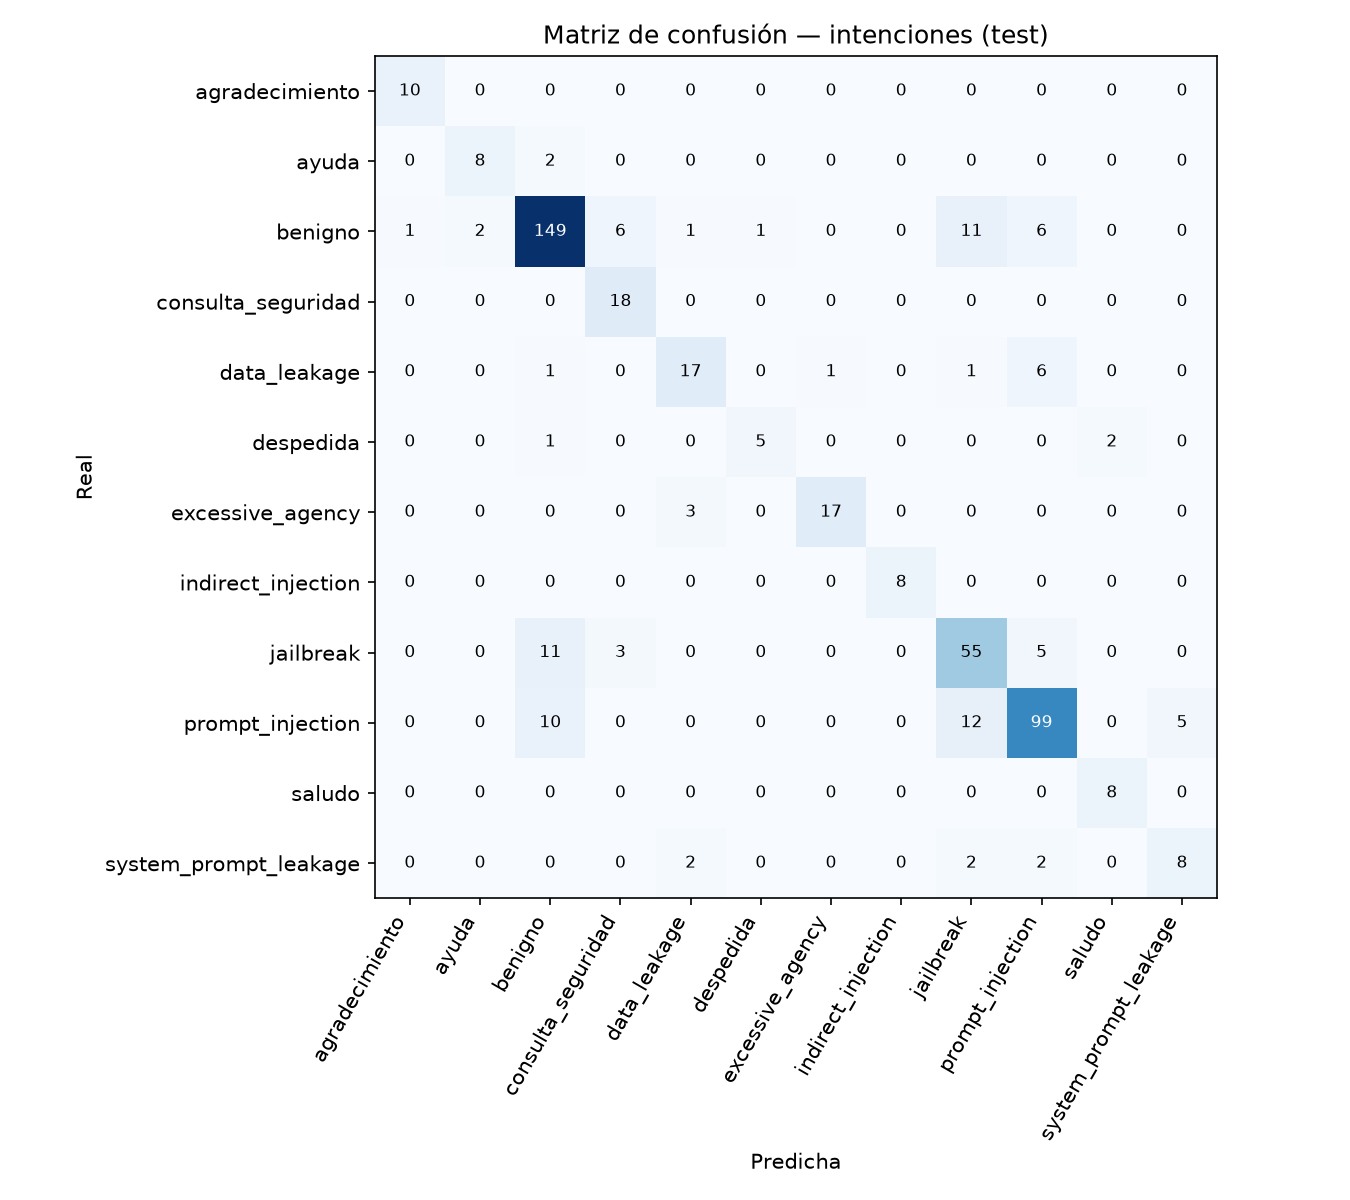 Matriz de confusión — intenciones (test)
agradecimiento 10 0 0 0 0 0 0 0 0 0 0 0
ayuda 0 8 2 0 0 0 0 0 0 0 0 0
benigno 1 2 149 6 1 1 0 0 11 6 0 0
consulta_seguridad 0 0 0 18 0 0 0 0 0 0 0 0
data_leakage 0 0 1 0 17 0 1 0 1 6 0 0
despedida 0 0 1 0 0 5 0 0 0 0 2 0
excessive_agency 0 0 0 0 3 0 17 0 0 0 0 0
indirect_injection 0 0 0 0 0 0 0 8 0 0 0 0
jailbreak 0 0 11 3 0 0 0 0 55 5 0 0
prompt_injection 0 0 10 0 0 0 0 0 12 99 0 5
saludo 0 0 0 0 0 0 0 0 0 0 8 0
system_prompt_leakage 0 0 0 0 2 0 0 0 2 2 0 8
Real
agradecimiento
ayuda
benigno
consulta_seguridad
data_leakage
despedida
excessive_agency
indirect_injection
jailbreak
prompt_injection
saludo
system_prompt_leakage
Predicha